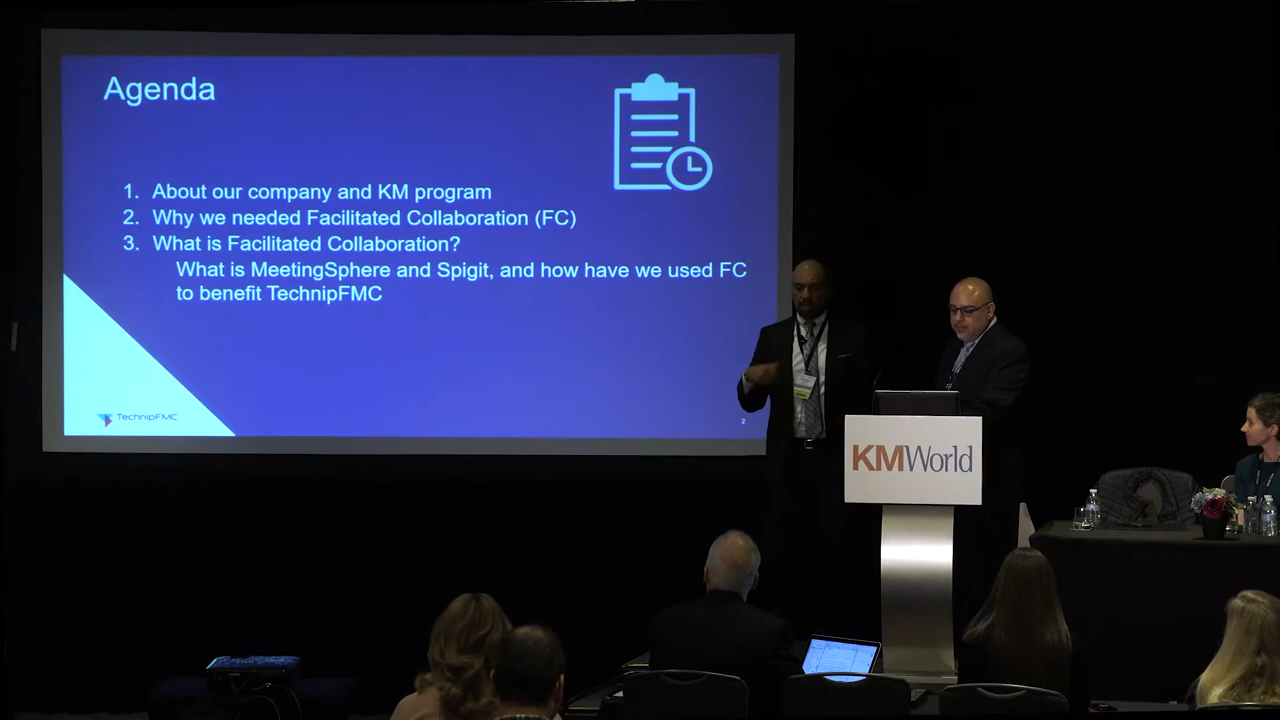 Agenda
1. About our company and KM program
2. Why we needed Facilitated Collaboration (FC)
3. What is Facilitated Collaboration?
What is MeetingSphere and Spigit, and how have we used FC
to benefit TechnipFMC
TechnipFMC
2
KMWorld